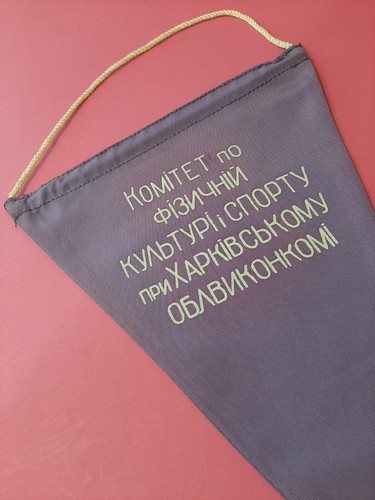 Комітет по
фізичній
культурі і спорту
при Харківському
облвиконкомі